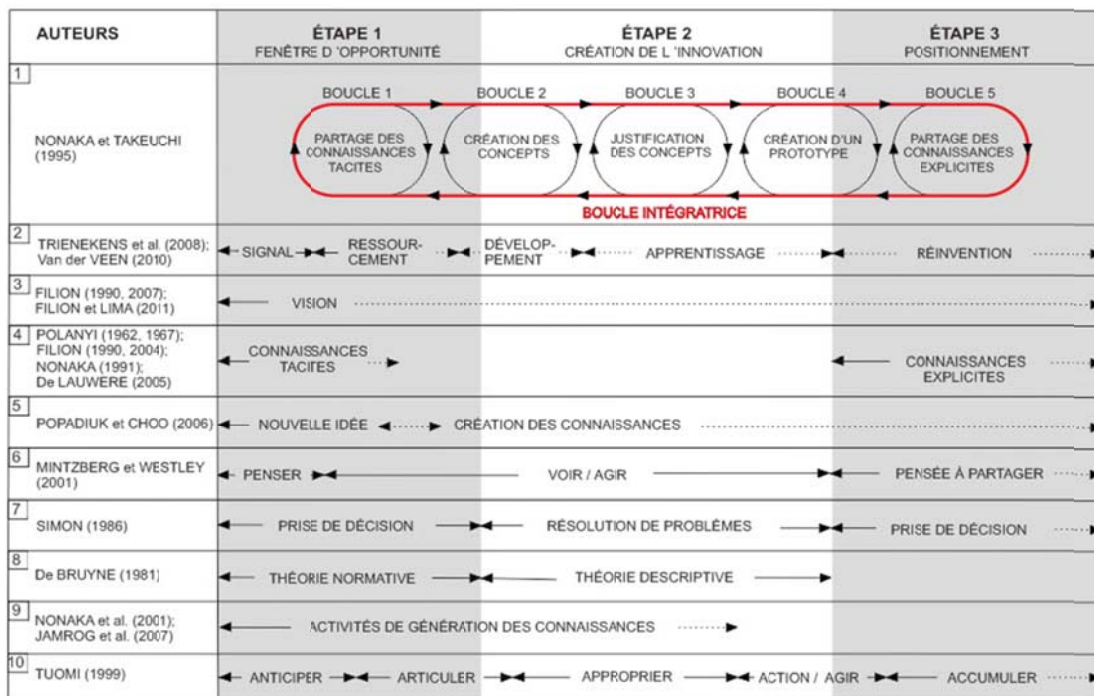 AUTEURS
ÉTAPE 1
FENÊTRE D 'OPPORTUNITÉ
ÉTAPE 2
CRÉATION DE L 'INNOVATION
ÉTAPE 3
POSITIONNEMENT
1
NONAKA et TAKEUCHI
(1995)
BOUCLE 1
BOUCLE 2
BOUCLE 3
BOUCLE 4
BOUCLE 5
PARTAGE DES
CONNAISSANCES
TACITES
CRÉATION DES
CONCEPTS
JUSTIFICATION
DES CONCEPTS
CRÉATION D'UN
PROTOTYPE
PARTAGE DES
CONNAISSANCES
EXPLICITES
BOUCLE INTÉGRATRICE
2
TRIENEKENS et al. (2008);
Van der VEEN (2010)
SIGNAL
RESSOUR-
CEMENT
DÉVELOP-
PEMENT
APPRENTISSAGE
RÉINVENTION
3
FILION (1990, 2007);
FILION et LIMA (2011)
VISION
4
POLANYI (1962, 1967);
FILION (1990, 2004);
NONAKA (1991);
De LAUWERE (2005)
CONNAISSANCES
TACITES
CONNAISSANCES
EXPLICITES
5
POPADIUK et CHOO (2006)
NOUVELLE IDÉE
CRÉATION DES CONNAISSANCES
6
MINTZBERG et WESTLEY
(2001)
PENSER
VOIR / AGIR
PENSÉE À PARTAGER
7
SIMON (1986)
PRISE DE DÉCISION
RÉSOLUTION DE PROBLÈMES
PRISE DE DÉCISION
8
De BRUYNE (1981)
THÉORIE NORMATIVE
THÉORIE DESCRIPTIVE
9
NONAKA et al. (2001);
JAMROG et al. (2007)
ACTIVITÉS DE GÉNÉRATION DES CONNAISSANCES
10
TUOMI (1999)
ANTICIPER
ARTICULER
APPROPRIER
ACTION / AGIR
ACCUMULER